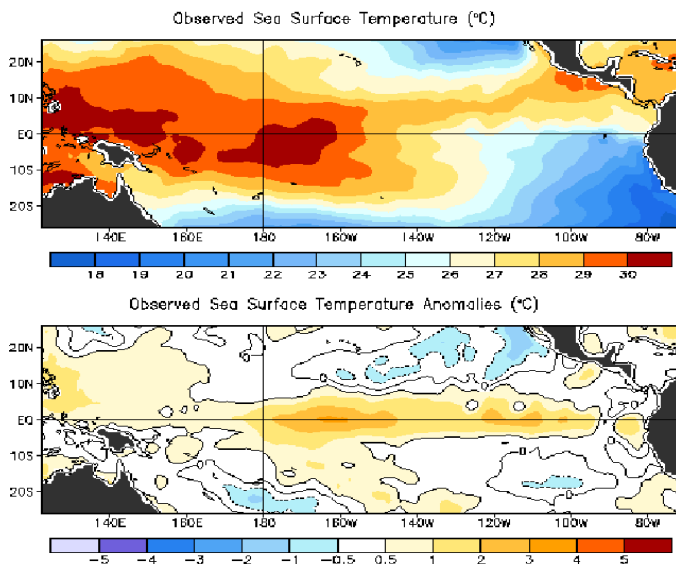 Observed Sea Surface Temperature (°C)
20N
10N
EQ
10S
20S
140E 160E 180 160W 140W 120W 100W 80W
18 19 20 21 22 23 24 25 26 27 28 29 30
Observed Sea Surface Temperature Anomalies (°C)
20N
10N
EQ
10S
20S
140E 160E 180 160W 140W 120W 100W 80W
-5 -4 -3 -2 -1 -0.5 0.5 1 2 3 4 5